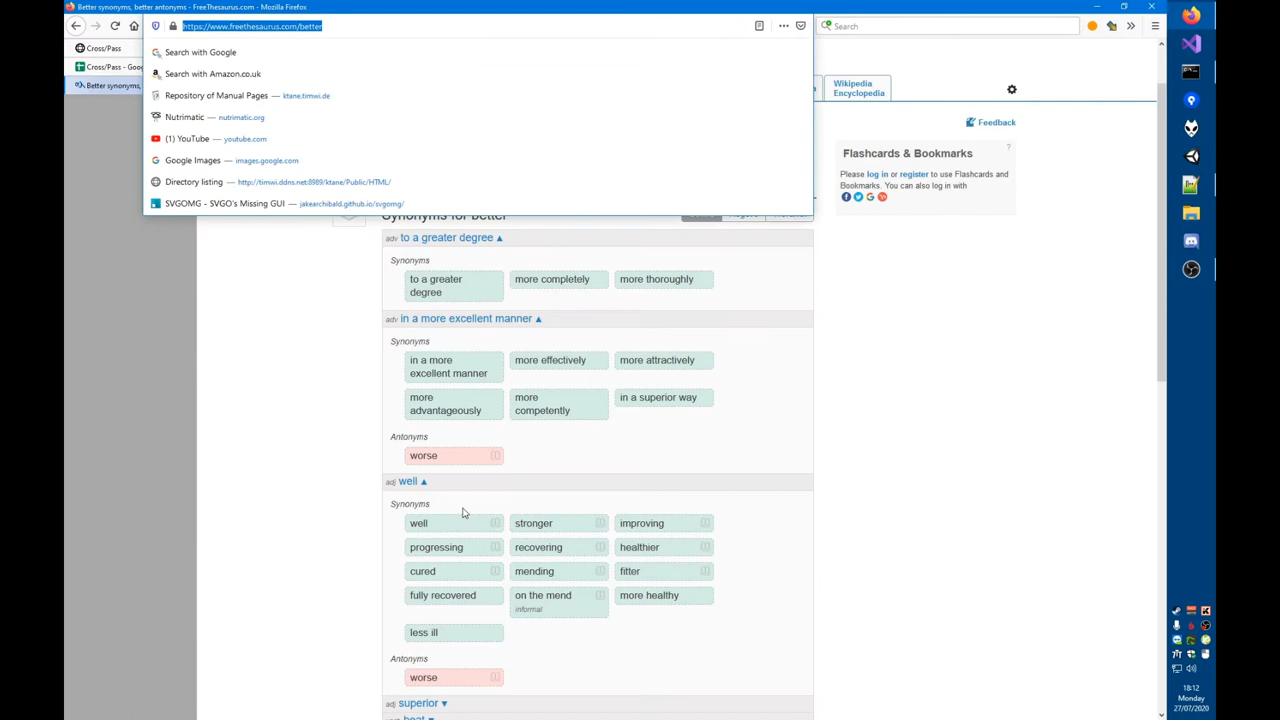 Better synonyms, better antonyms - FreeThesaurus.com - Mozilla Firefox
https://www.freethesaurus.com/better
Search
Cross/Pass
Cross/Pass - Goo
Better synonyms,
Search with Google
Search with Amazon.co.uk
Repository of Manual Pages — ktane.timwi.de
Nutrimatic — nutrimatic.org
(1) YouTube — youtube.com
Google Images — images.google.com
Directory listing — http://timwi.ddns.net:8989/ktane/Public/HTML/
SVGOMG - SVGO's Missing GUI — jakearchibald.github.io/svgomg/
Wikipedia
Encyclopedia
Feedback
Flashcards & Bookmarks
?
Please log in or register to use Flashcards and
Bookmarks. You can also log in with
Synonyms for better
adv to a greater degree ▲
Synonyms
to a greater
degree
more completely
more thoroughly
adv in a more excellent manner ▲
Synonyms
in a more
excellent manner
more effectively
more attractively
more
advantageously
more
competently
in a superior way
Antonyms
worse
adj well ▲
Synonyms
well
stronger
improving
progressing
recovering
healthier
cured
mending
fitter
fully recovered
on the mend
informal
more healthy
less ill
Antonyms
worse
adj superior ▼
beat ▼
18:12
Monday
27/07/2020